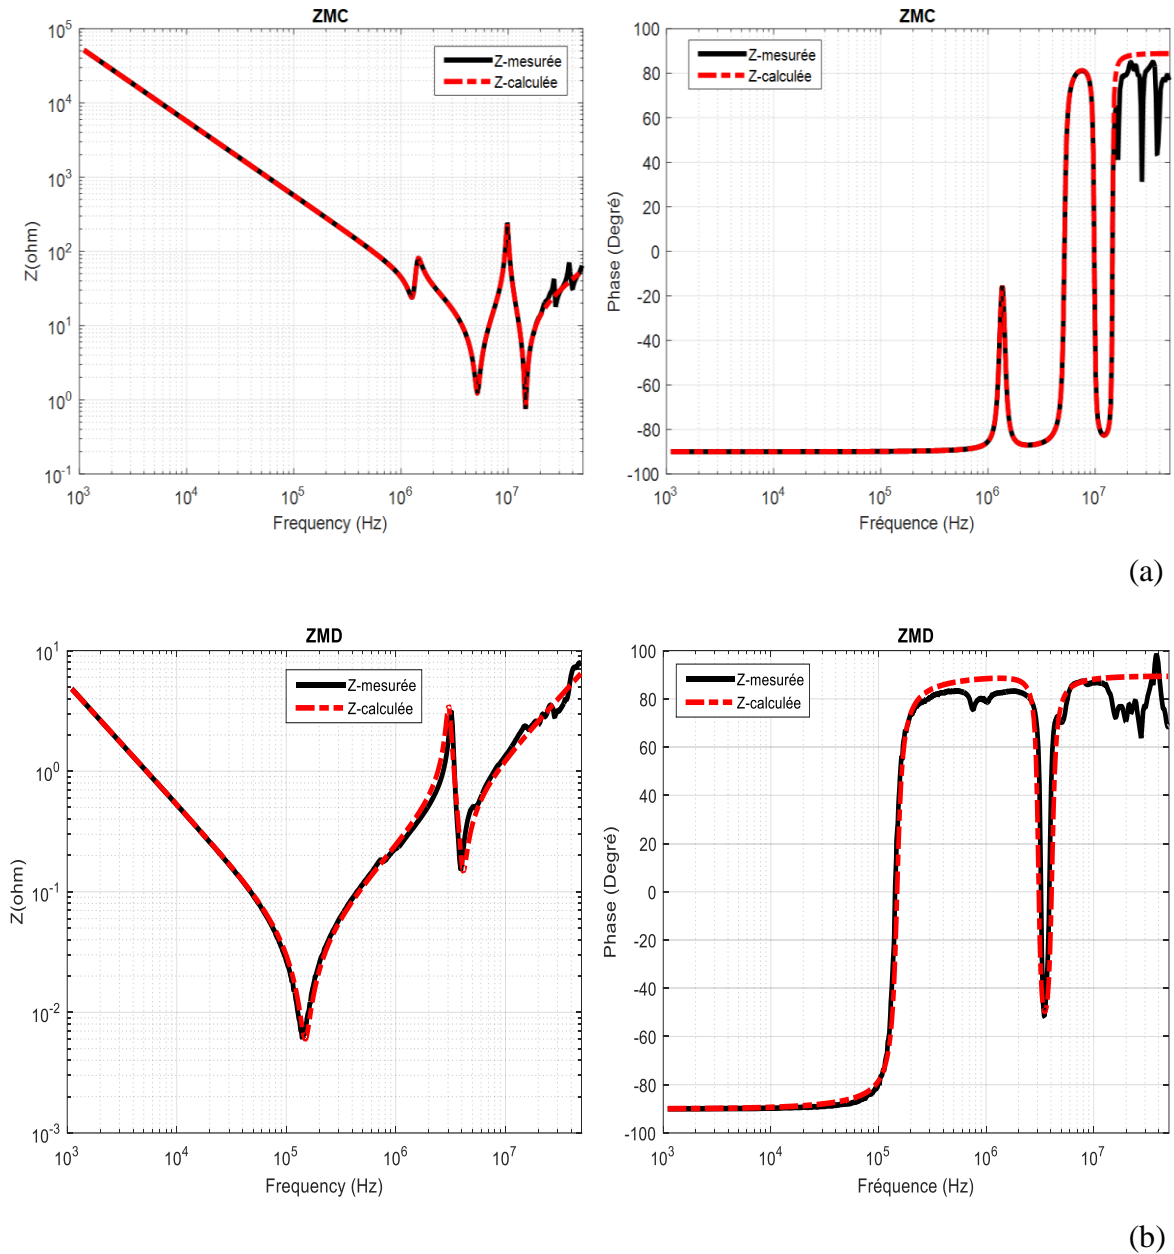 ZMC
10^5
10^4
10^3
10^2
10^1
10^0
10^-1
Z(ohm)
Z-mesurée
Z-calculée
10^3 10^4 10^5 10^6 10^7
Frequency (Hz)
ZMC
100
80
60
40
20
0
-20
-40
-60
-80
-100
Phase (Degré)
Z-mesurée
Z-calculée
10^3 10^4 10^5 10^6 10^7
Fréquence (Hz)
(a)
ZMD
10^1
10^0
10^-1
10^-2
10^-3
Z(ohm)
Z-mesurée
Z-calculée
10^3 10^4 10^5 10^6 10^7
Frequency (Hz)
ZMD
100
80
60
40
20
0
-20
-40
-60
-80
-100
Phase (Degré)
Z-mesurée
Z-calculée
10^3 10^4 10^5 10^6 10^7
Fréquence (Hz)
(b)